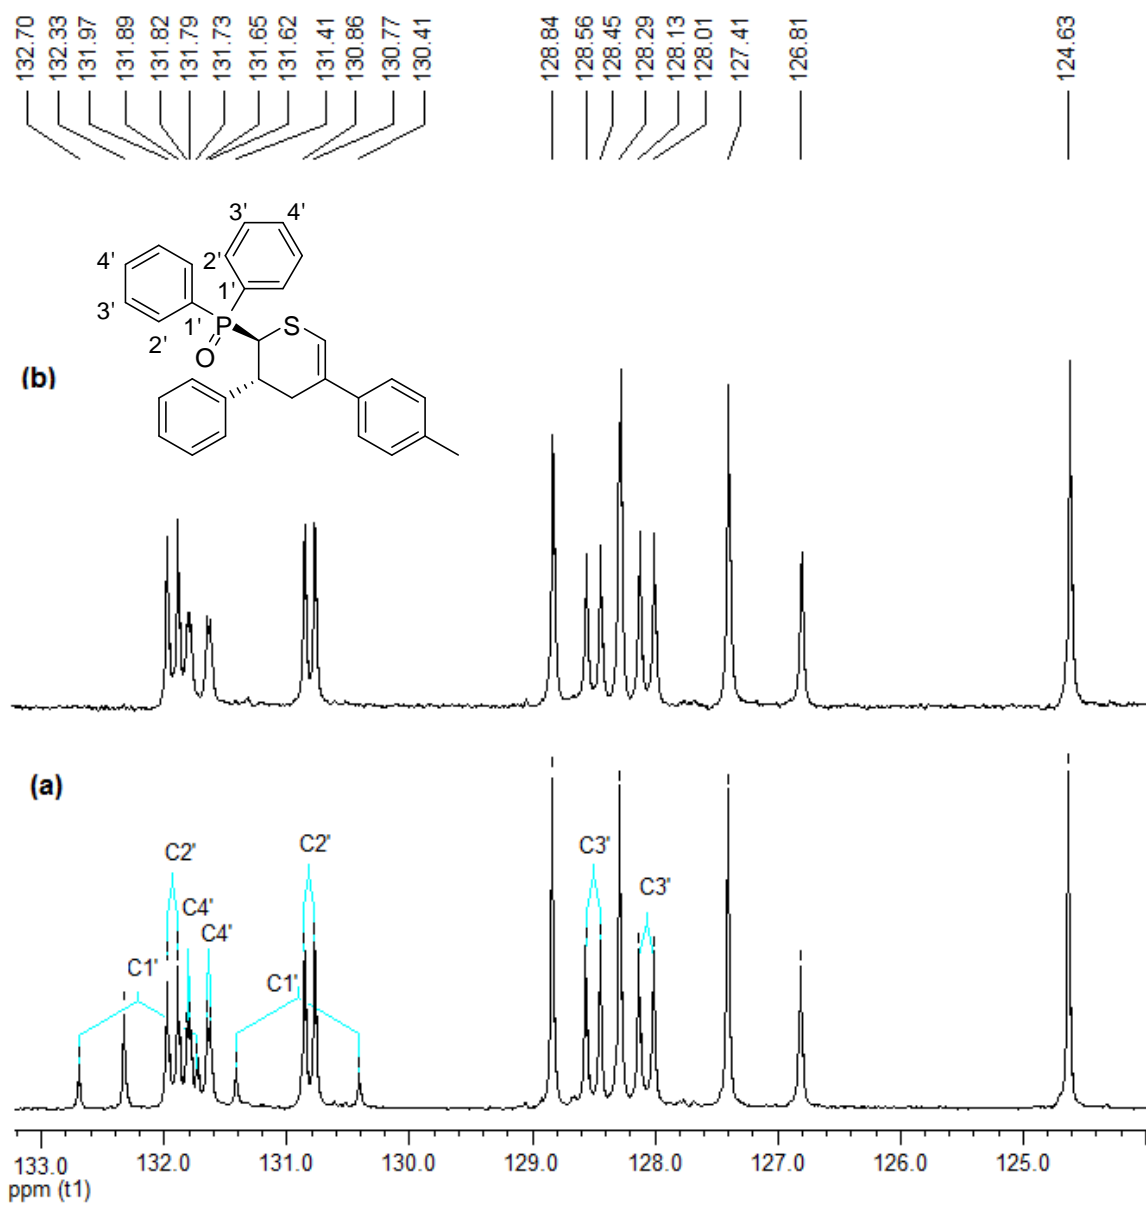 132.70
132.33
131.97
131.89
131.82
131.79
131.73
131.65
131.62
131.41
130.86
130.77
130.41
128.84
128.56
128.45
128.29
128.13
128.01
127.41
126.81
124.63
3'
4'
4'
2'
3'
1'
1'
2'
P
S
O
(b)
(a)
C2'
C2'
C3'
C4'
C3'
C4'
C1'
C1'
133.0 132.0 131.0 130.0 129.0 128.0 127.0 126.0 125.0
ppm (t1)